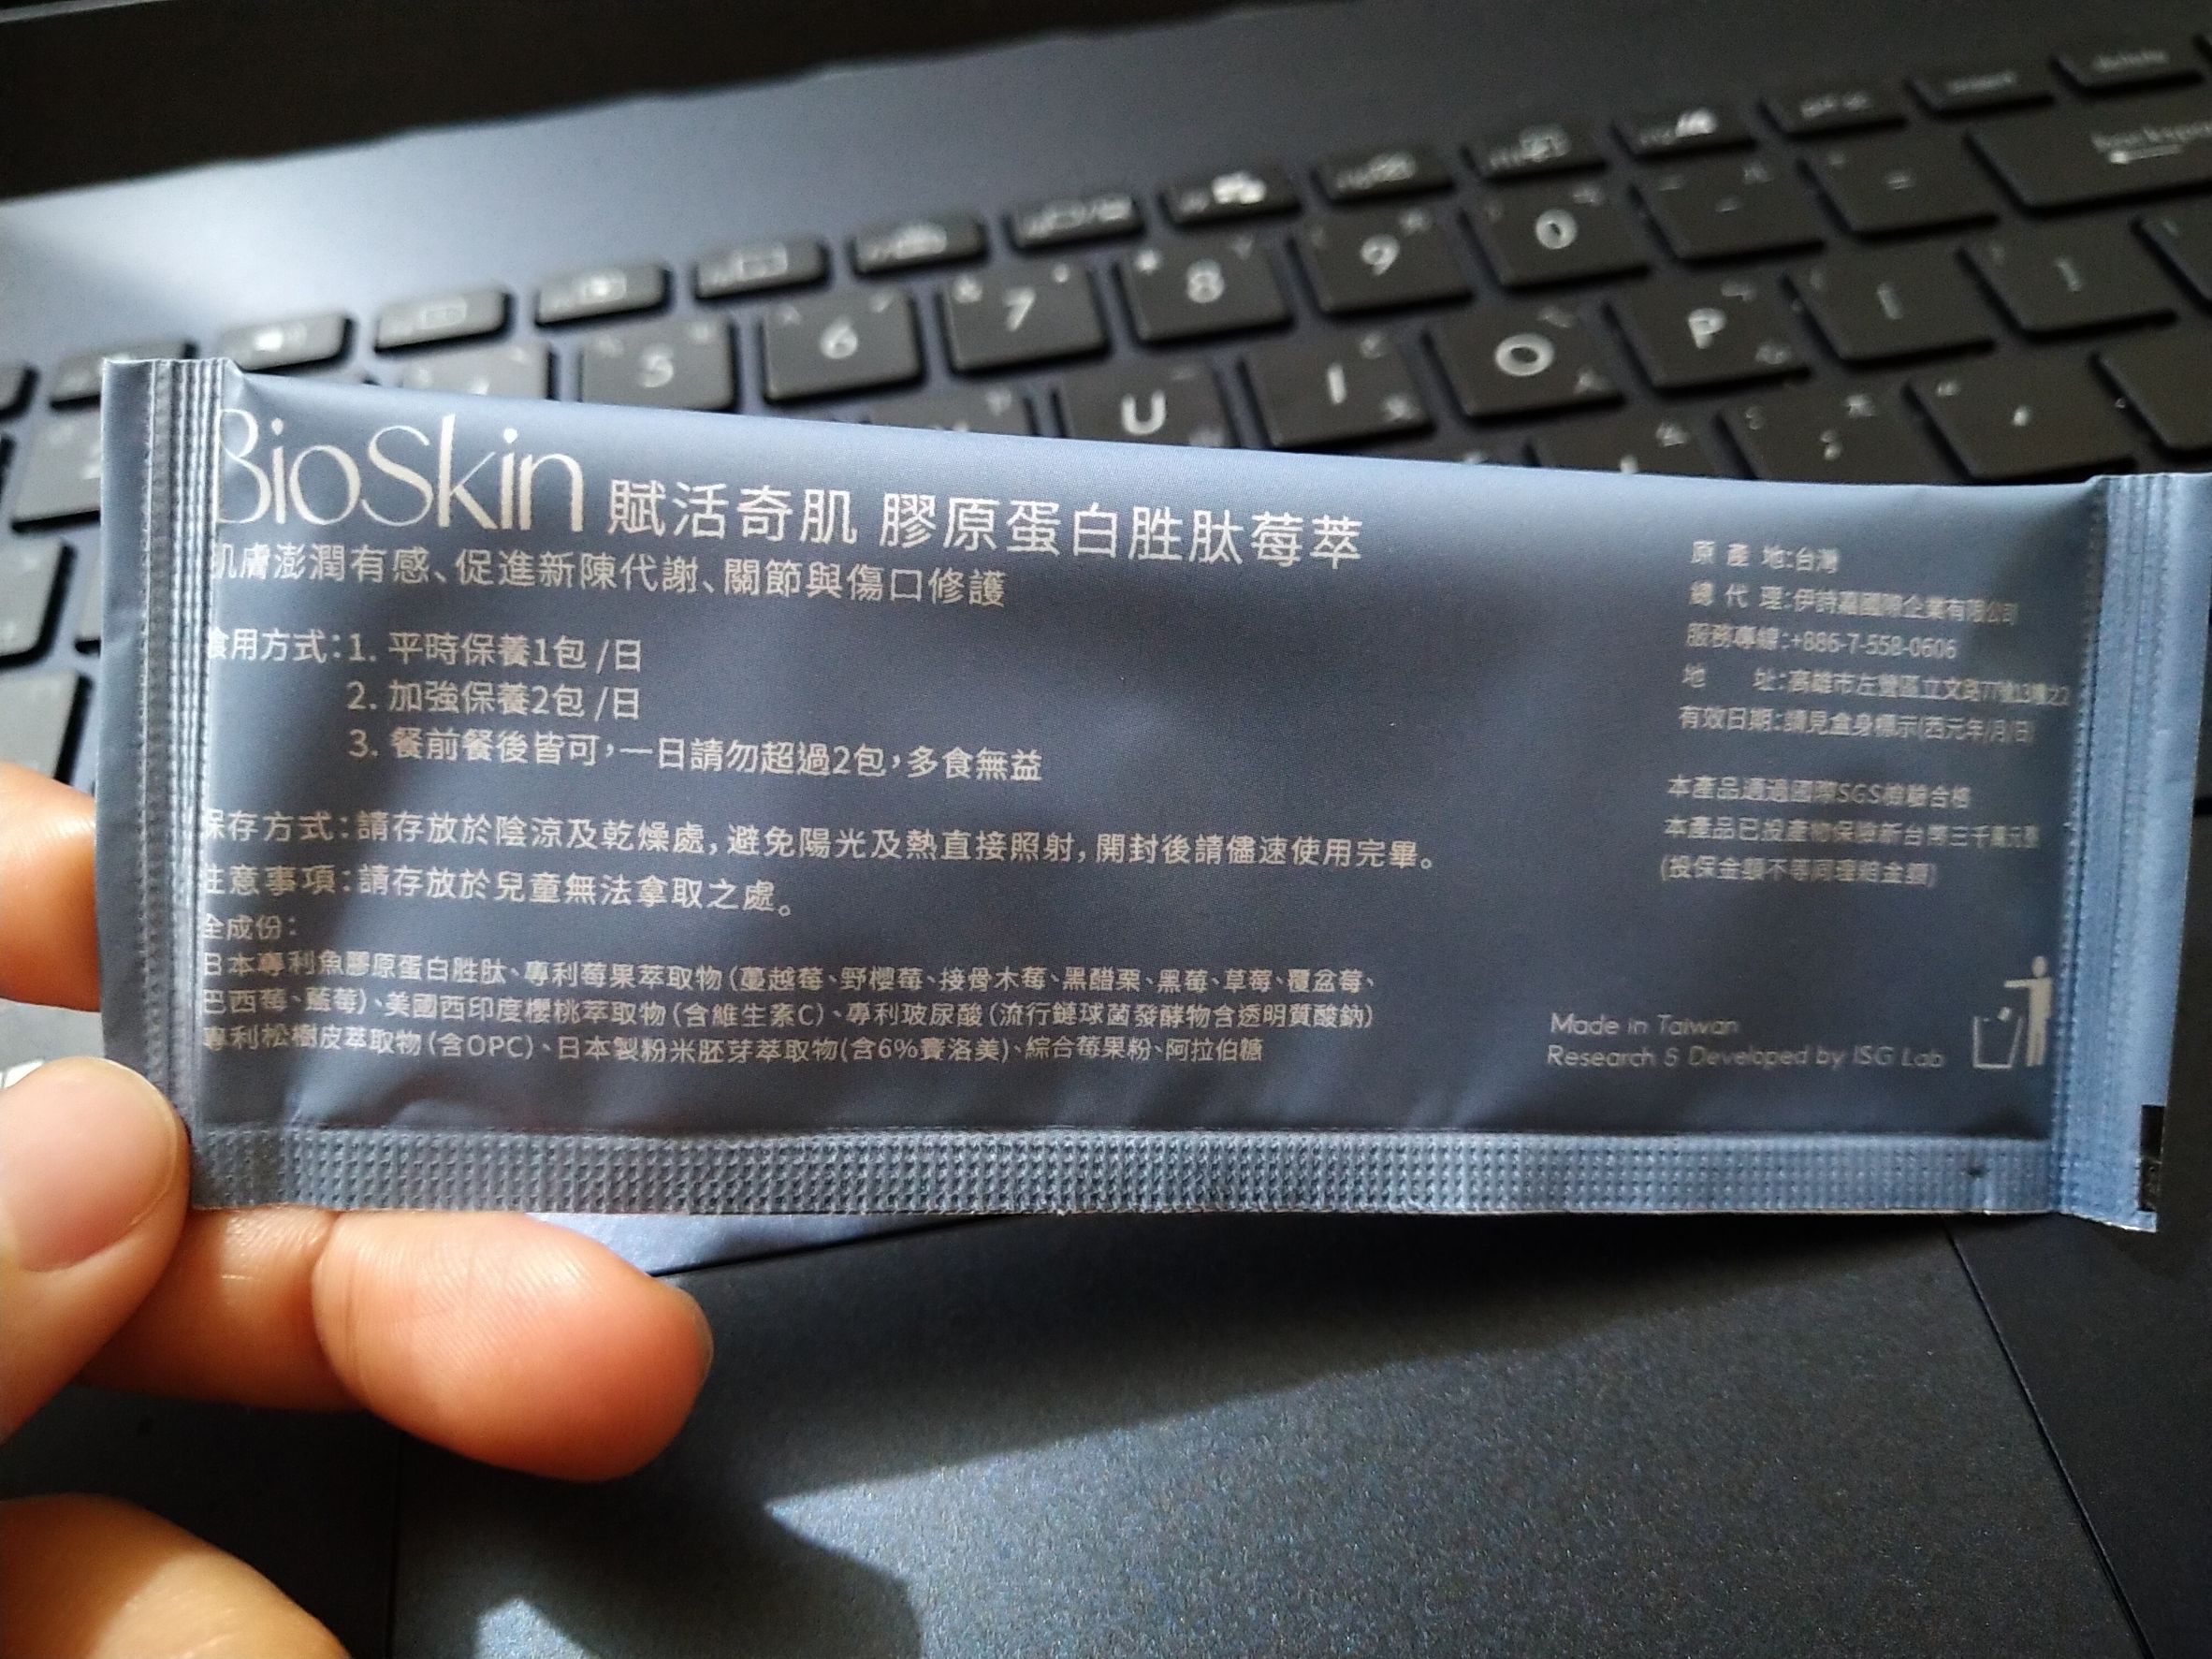 BioSkin 賦活奇肌 膠原蛋白胜肽莓萃
肌膚澎潤有感、促進新陳代謝、關節與傷口修護
食用方式：1. 平時保養1包 /日
2. 加強保養2包 /日
3. 餐前餐後皆可，一日請勿超過2包，多食無益
保存方式：請存放於陰涼及乾燥處，避免陽光及熱直接照射，開封後請儘速使用完畢。
注意事項：請存放於兒童無法拿取之處。
全成份：
日本專利魚膠原蛋白胜肽、專利莓果萃取物（蔓越莓、野櫻莓、接骨木莓、黑醋栗、黑莓、草莓、覆盆莓、
巴西莓、藍莓）、美國西印度櫻桃萃取物（含維生素C）、專利玻尿酸（流行鏈球菌發酵物含透明質酸鈉）
專利松樹皮萃取物（含OPC）、日本製粉米胚芽萃取物(含6%賽洛美)、綜合莓果粉、阿拉伯糖
原 產 地：台灣
總 代 理：伊詩嘉國際企業有限公司
服務專線：+886-7-558-0606
地　　址：高雄市左營區立文路77號13樓之2
有效日期：請見盒身標示(西元年/月/日)
本產品通過國際SGS檢驗合格
本產品已投產物保險新台幣三千萬元整
(投保金額不等同理賠金額)
Made in Taiwan
Research & Developed by ISG Lab
5
6
& 7
* 8
9
0
U
I
O
P
backspa